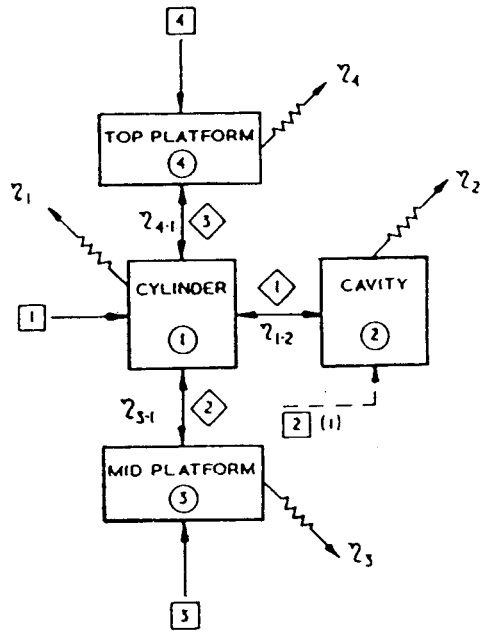 4
TOP PLATFORM
4
η4
η1
η4-1
3
η2
CYLINDER
1
1
1
η1-2
CAVITY
2
2 (1)
η3-1
2
MID PLATFORM
3
η3
3